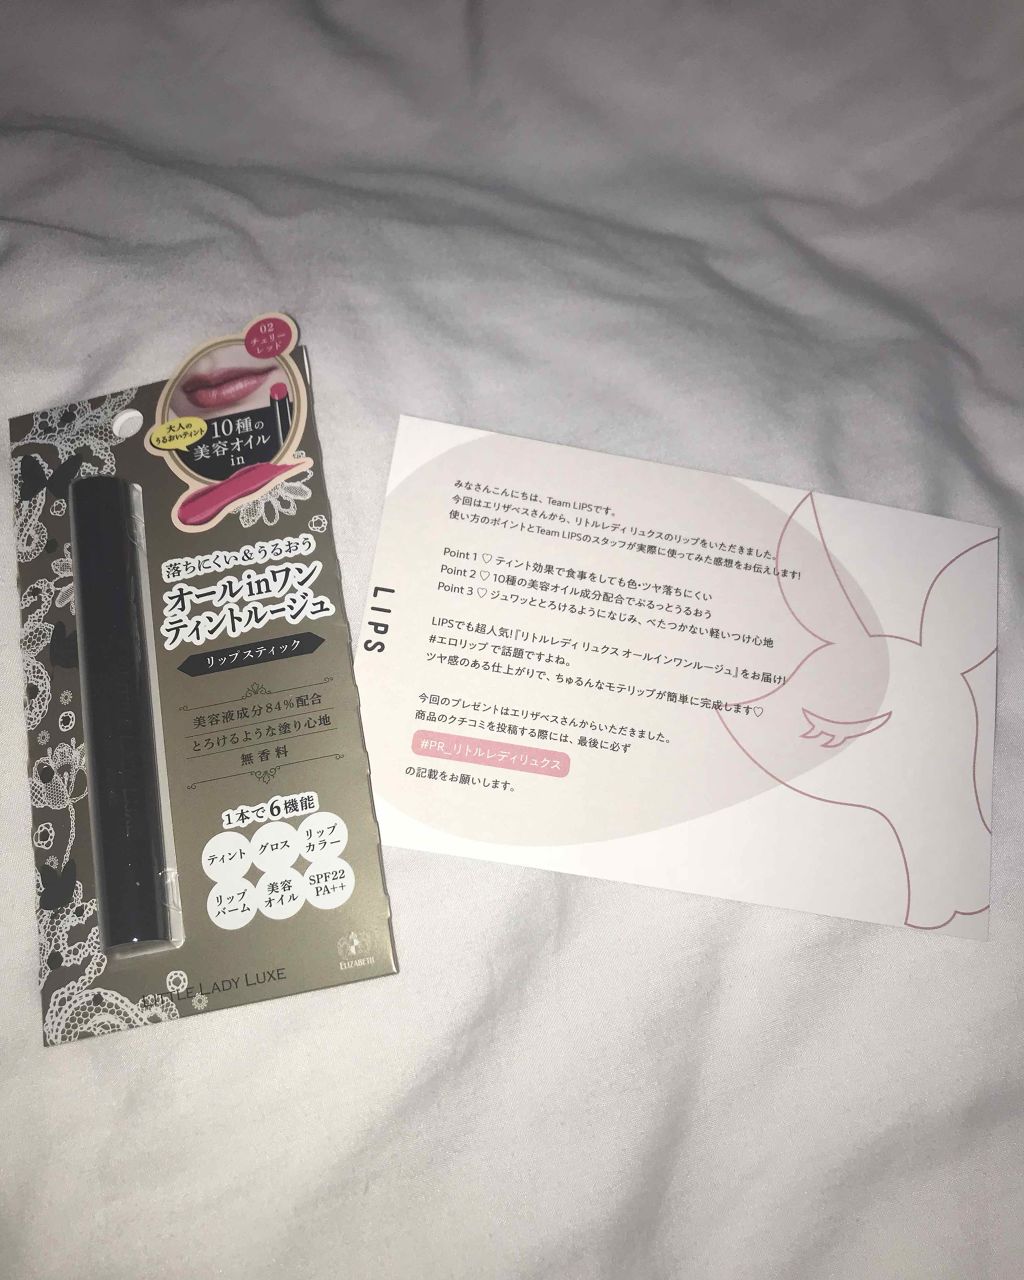 02
チェリー
レッド
大人の
うるおいティント
10種の
美容オイル
in
落ちにくい&うるおう
オールinワン
ティントルージュ
リップスティック
美容液成分84%配合
とろけるような塗り心地
無香料
1本で6機能
ティント
グロス
リップ
カラー
リップ
バーム
美容
オイル
SPF22
PA++
ELIZABETH
LITTLE LADY LUXE
LIPS
みなさんこんにちは、Team LIPSです。
今回はエリザベスさんから、リトルレディリュクスのリップをいただきました。
使い方のポイントとTeam LIPSのスタッフが実際に使ってみた感想をお伝えします!
Point 1 ♡ ティント効果で食事をしても色・ツヤ落ちにくい
Point 2 ♡ 10種の美容オイル成分配合でぷるっとうるおう
Point 3 ♡ ジュワッととろけるようになじみ、べたつかない軽いつけ心地
LIPSでも超人気!『リトルレディ リュクス オールインワンルージュ』をお届け!
#エロリップ で話題ですよね。
ツヤ感のある仕上がりで、ちゅるんなモテリップが簡単に完成します♡
今回のプレゼントはエリザベスさんからいただきました。
商品のクチコミを投稿する際には、最後に必ず
#PR_リトルレディリュクス
の記載をお願いします。